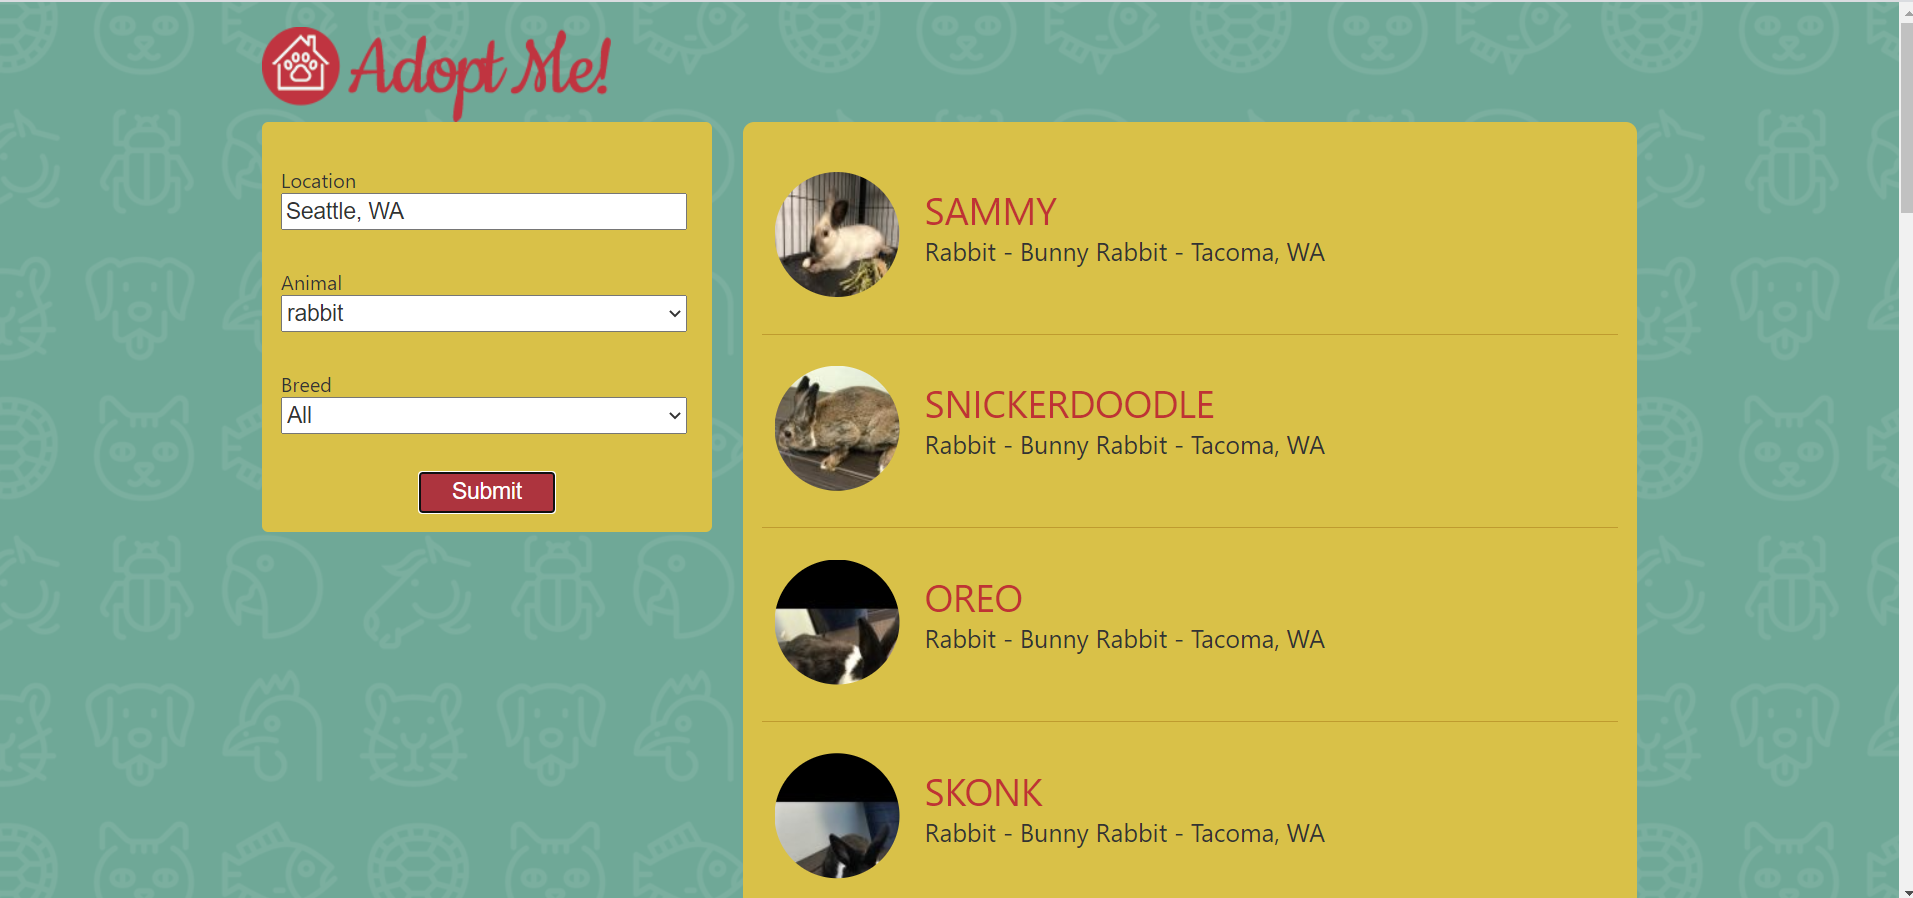 Adopt Me!
Location
Seattle, WA
Animal
rabbit
Breed
All
Submit
SAMMY
Rabbit - Bunny Rabbit - Tacoma, WA
SNICKERDOODLE
Rabbit - Bunny Rabbit - Tacoma, WA
OREO
Rabbit - Bunny Rabbit - Tacoma, WA
SKONK
Rabbit - Bunny Rabbit - Tacoma, WA